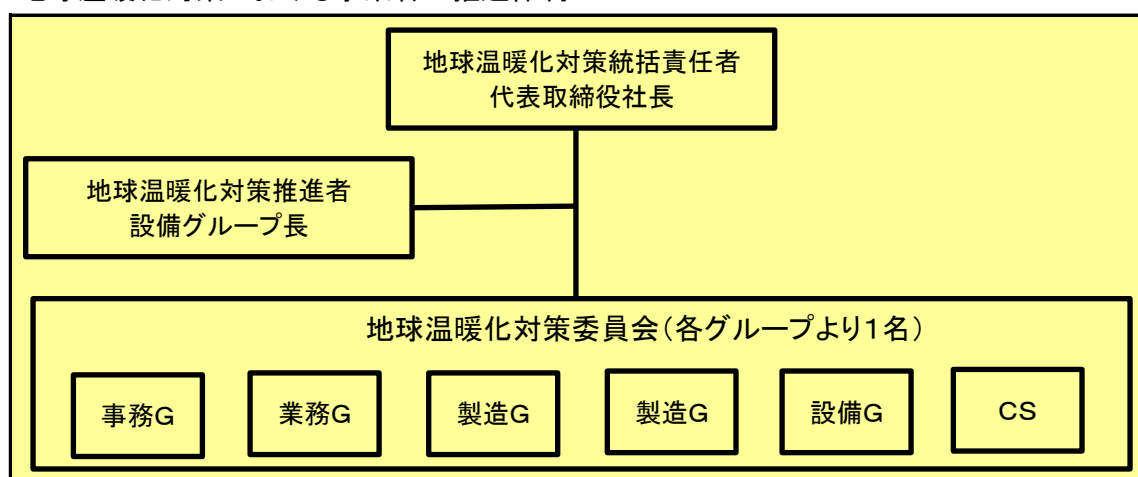 地球温暖化対策統括責任者
代表取締役社長
地球温暖化対策推進者
設備グループ長
地球温暖化対策委員会(各グループより1名)
事務G
業務G
製造G
製造G
設備G
CS